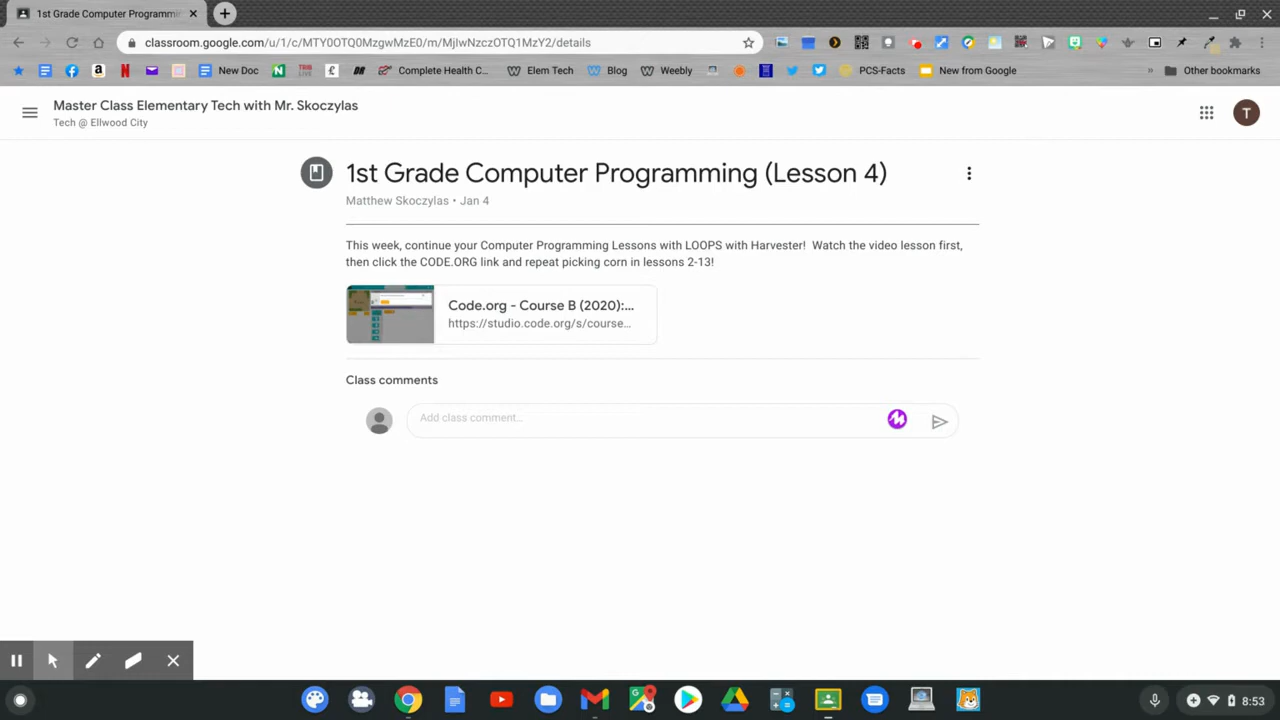 1st Grade Computer Programmin
classroom.google.com/u/1/c/MTY0OTQ0MzgwMzE0/m/MjIwNzczOTQ1MzY2/details
New Doc
Complete Health C...
Elem Tech
Blog
Weebly
PCS-Facts
New from Google
»
Other bookmarks
Master Class Elementary Tech with Mr. Skoczylas
Tech @ Ellwood City
T
1st Grade Computer Programming (Lesson 4)
Matthew Skoczylas • Jan 4
This week, continue your Computer Programming Lessons with LOOPS with Harvester! Watch the video lesson first,
then click the CODE.ORG link and repeat picking corn in lessons 2-13!
Code.org - Course B (2020):...
https://studio.code.org/s/course...
Class comments
Add class comment...
8:53